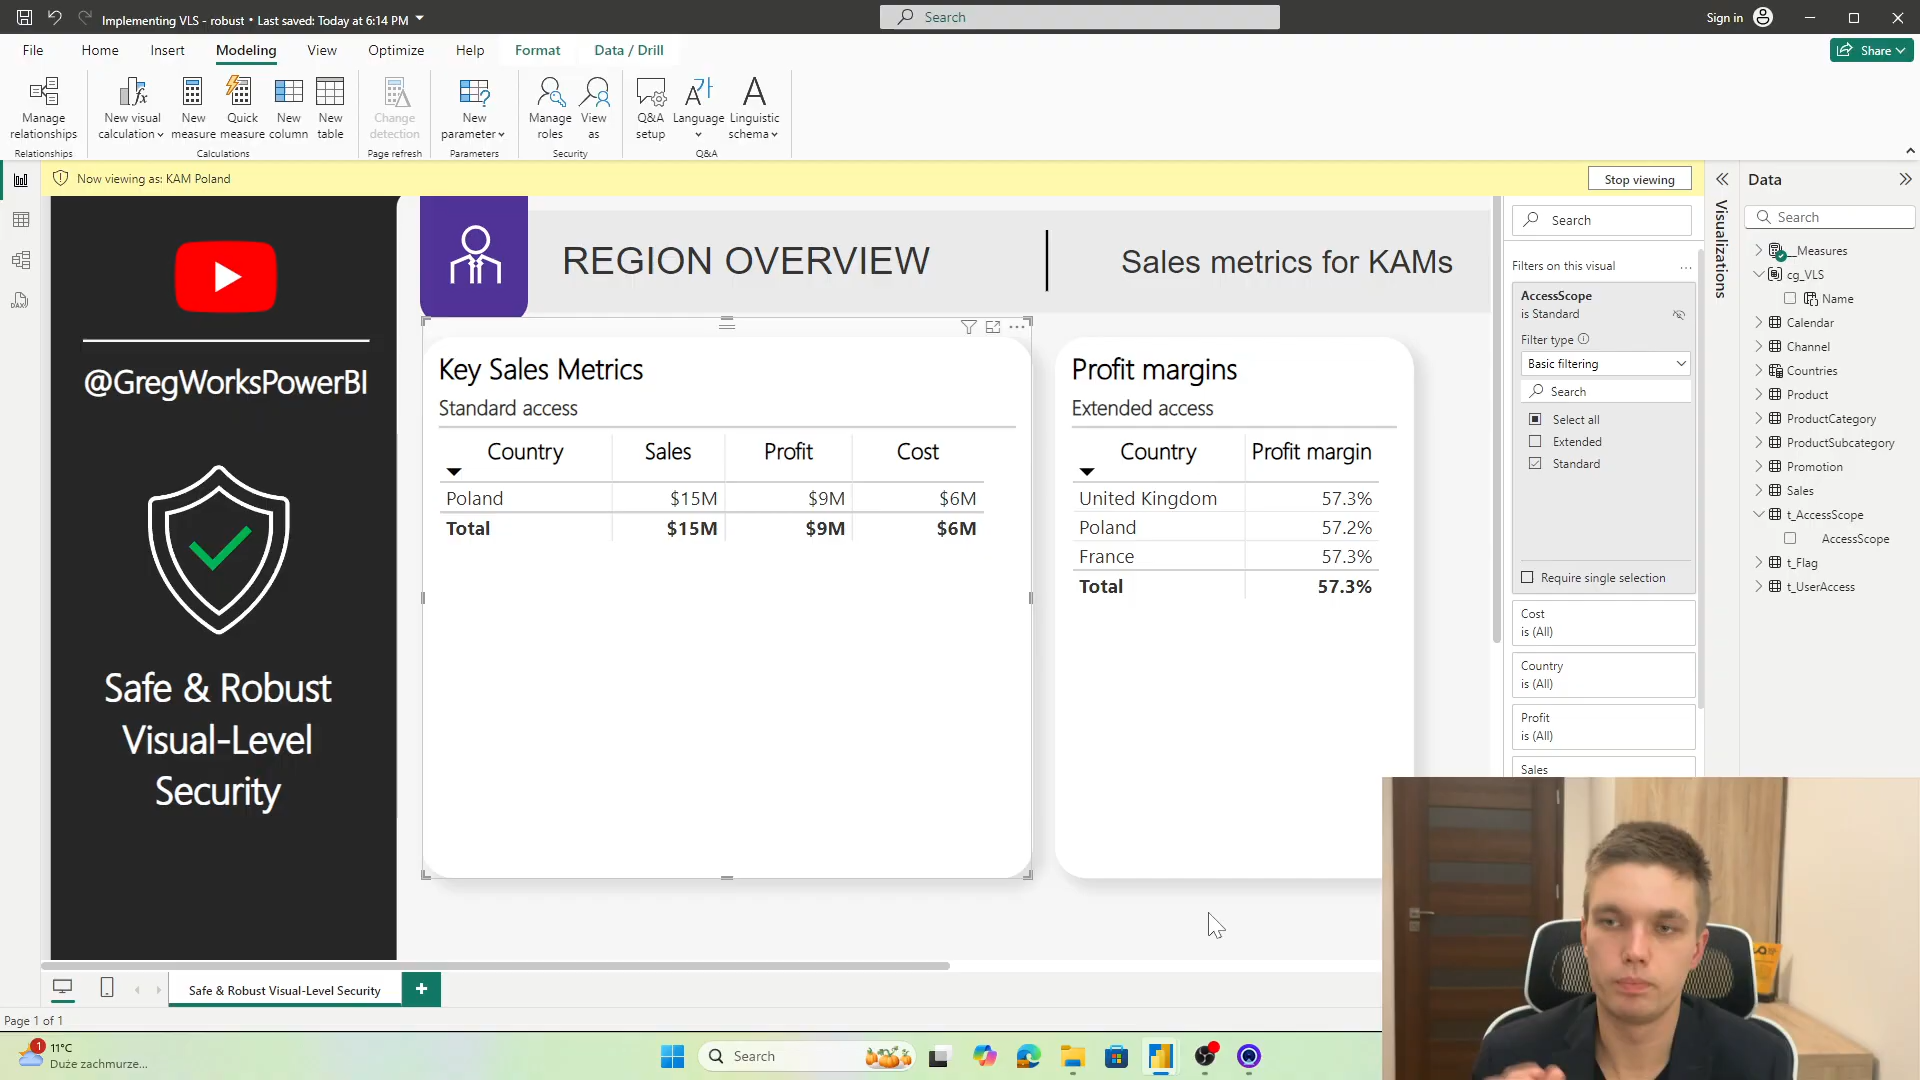 Implementing VLS - robust • Last saved: Today at 6:14 PM
Search
Sign in
File
Home
Insert
Modeling
View
Optimize
Help
Format
Data / Drill
Share
Manage relationships
New visual calculation
New measure
Quick measure
New column
New table
Change detection
New parameter
Manage roles
View as
Q&A setup
Language
Linguistic schema
Relationships
Calculations
Page refresh
Parameters
Security
Q&A
Now viewing as: KAM Poland
Stop viewing
@GregWorksPowerBI
Safe & Robust
Visual-Level
Security
REGION OVERVIEW
Sales metrics for KAMs
Key Sales Metrics
Standard access
Country Sales Profit Cost
Poland $15M $9M $6M
Total $15M $9M $6M
Profit margins
Extended access
Country Profit margin
United Kingdom 57.3%
Poland 57.2%
France 57.3%
Total 57.3%
Search
Filters on this visual
AccessScope
is Standard
Filter type
Basic filtering
Search
Select all
Extended
Standard
Require single selection
Cost
is (All)
Country
is (All)
Profit
is (All)
Sales
Visualizations
Data
Search
__Measures
cg_VLS
Name
Calendar
Channel
Countries
Product
ProductCategory
ProductSubcategory
Promotion
Sales
t_AccessScope
AccessScope
t_Flag
t_UserAccess
DAX
Safe & Robust Visual-Level Security
Page 1 of 1
1
11°C
Duże zachmurze...
Search